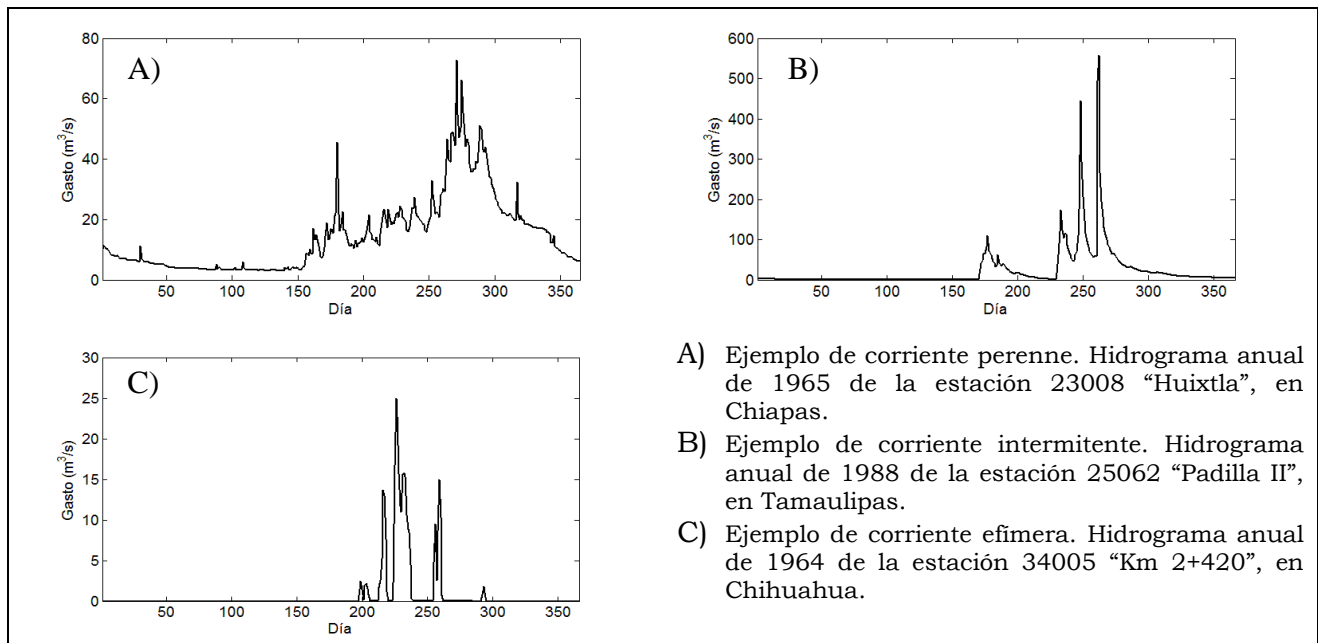 A)
80
60
40
20
0
Gasto (m³/s)
50 100 150 200 250 300 350
Día
B)
600
500
400
300
200
100
0
Gasto (m³/s)
50 100 150 200 250 300 350
Día
C)
30
25
20
15
10
5
0
Gasto (m³/s)
50 100 150 200 250 300 350
Día
A) Ejemplo de corriente perenne. Hidrograma anual
de 1965 de la estación 23008 “Huixtla”, en
Chiapas.
B) Ejemplo de corriente intermitente. Hidrograma
anual de 1988 de la estación 25062 “Padilla II”,
en Tamaulipas.
C) Ejemplo de corriente efímera. Hidrograma anual
de 1964 de la estación 34005 “Km 2+420”, en
Chihuahua.